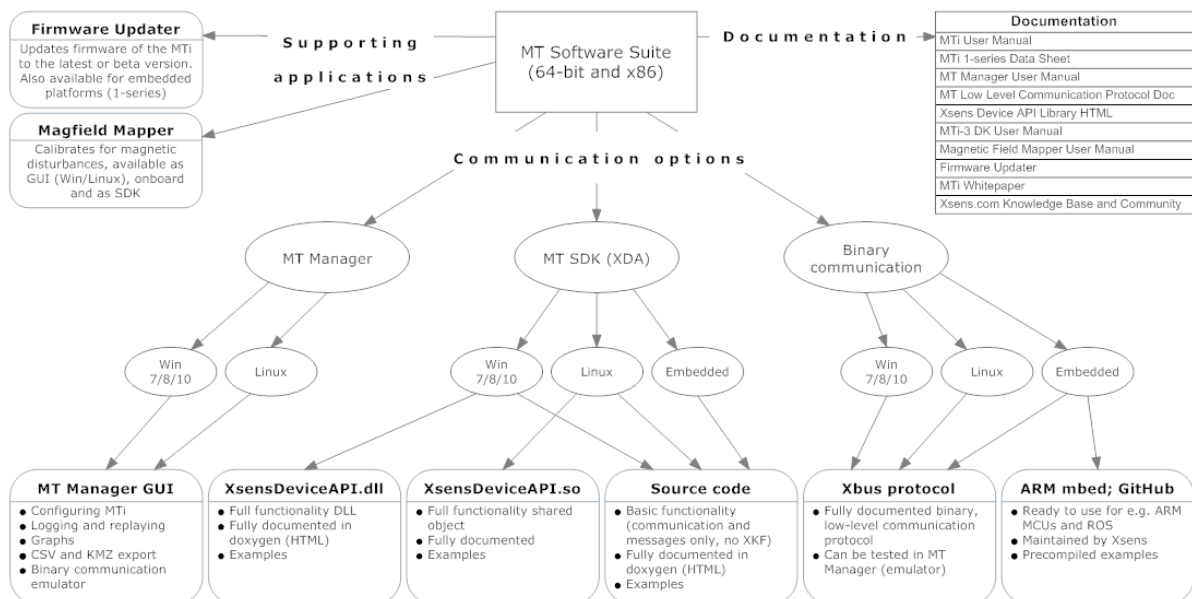 Firmware Updater
Updates firmware of the MTi
to the latest or beta version.
Also available for embedded
platforms (1-series)
Supporting
applications
MT Software Suite
(64-bit and x86)
Documentation
Documentation
MTi User Manual
MTi 1-series Data Sheet
MT Manager User Manual
MT Low Level Communication Protocol Doc
Xsens Device API Library HTML
MTi-3 DK User Manual
Magnetic Field Mapper User Manual
Firmware Updater
MTi Whitepaper
Xsens.com Knowledge Base and Community
Magfield Mapper
Calibrates for magnetic
disturbances, available as
GUI (Win/Linux), onboard
and as SDK
Communication options
MT Manager
MT SDK (XDA)
Binary
communication
Win
7/8/10
Linux
Win
7/8/10
Linux
Embedded
Win
7/8/10
Linux
Embedded
MT Manager GUI
● Configuring MTi
● Logging and replaying
● Graphs
● CSV and KMZ export
● Binary communication
emulator
XsensDeviceAPI.dll
● Full functionality DLL
● Fully documented in
doxygen (HTML)
● Examples
XsensDeviceAPI.so
● Full functionality shared
object
● Fully documented
● Examples
Source code
● Basic functionality
(communication and
messages only, no XKF)
● Fully documented in
doxygen (HTML)
● Examples
Xbus protocol
● Fully documented binary,
low-level communication
protocol
● Can be tested in MT
Manager (emulator)
ARM mbed; GitHub
● Ready to use for e.g. ARM
MCUs and ROS
● Maintained by Xsens
● Precompiled examples